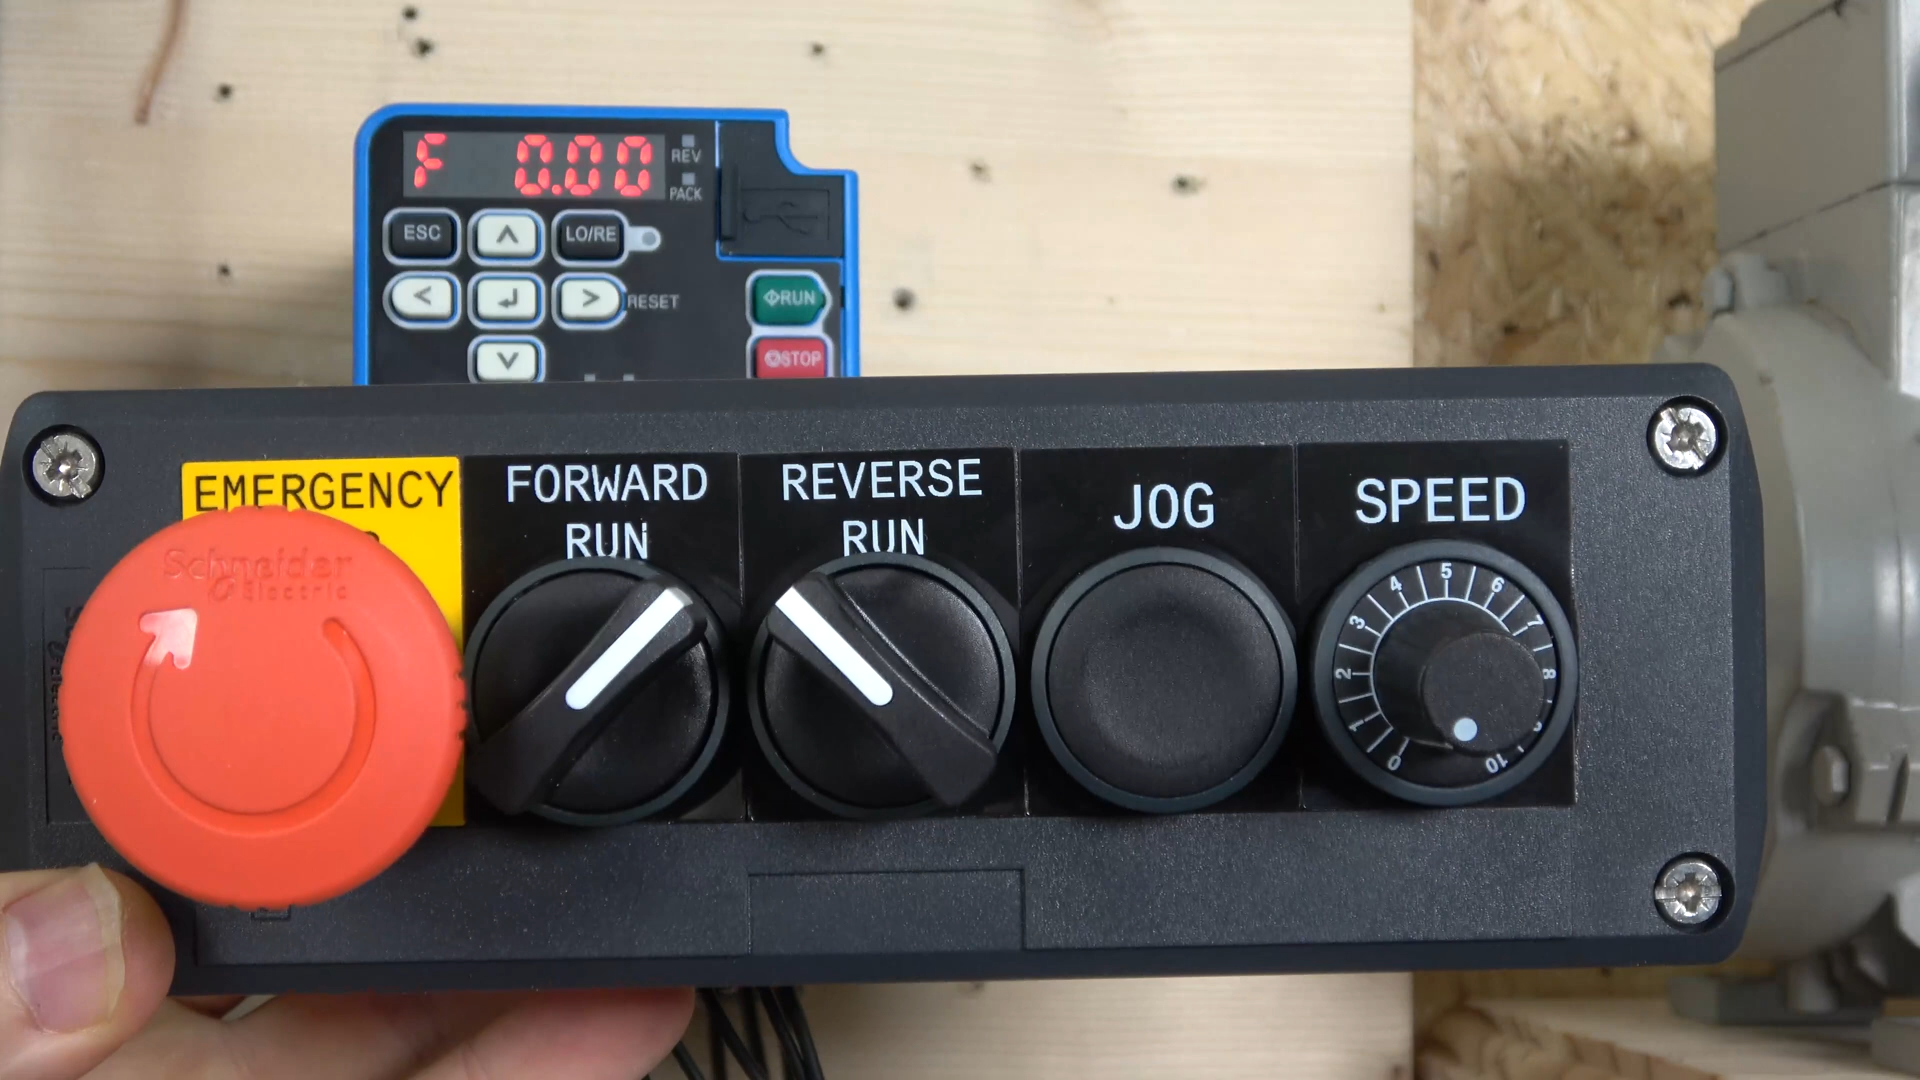 F 0.00
REV
PACK
ESC
LO/RE
RESET
RUN
STOP
EMERGENCY
FORWARD
RUN
REVERSE
RUN
JOG
SPEED
Schneider
Electric
0 1 2 3 4 5 6 7 8 10